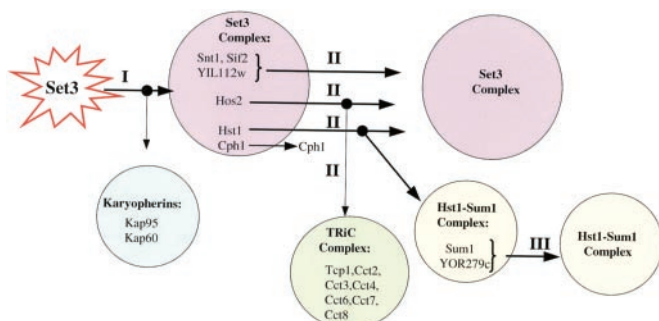 Set3
I
Set3
Complex:
Snt1, Sif2
YIL112w
II
Hos2
II
Hst1
II
Cph1
Cph1
Set3
Complex
Karyopherins:
Kap95
Kap60
II
TRiC
Complex:
Tcp1,Cct2,
Cct3,Cct4,
Cct6,Cct7,
Cct8
Hst1-Sum1
Complex:
Sum1
YOR279c
III
Hst1-Sum1
Complex